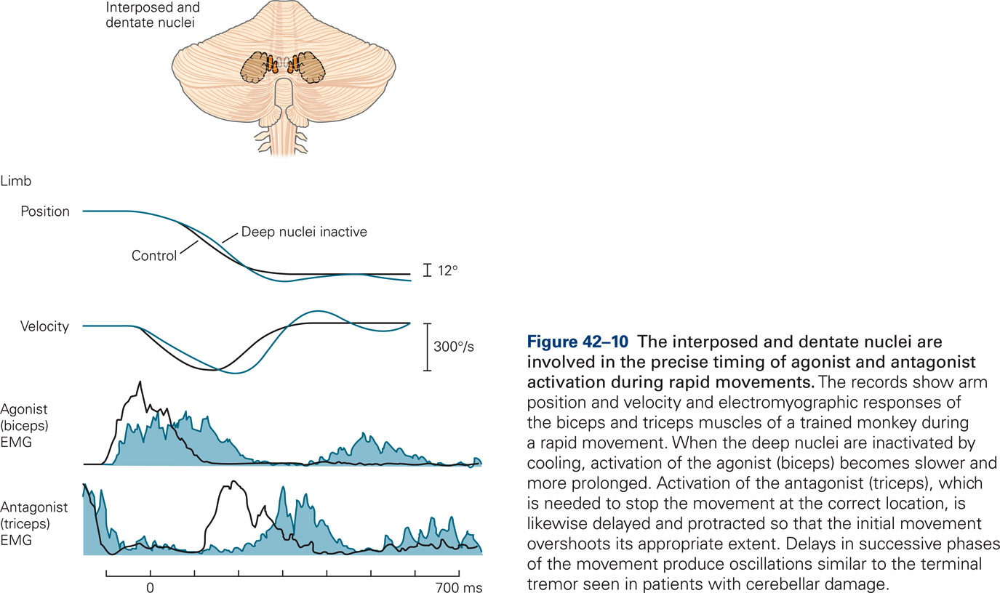 Interposed and
dentate nuclei
Limb
Position
Deep nuclei inactive
Control
12°
Velocity
300°/s
Agonist
(biceps)
EMG
Antagonist
(triceps)
EMG
0
700 ms
Figure 42–10 The interposed and dentate nuclei are
involved in the precise timing of agonist and antagonist
activation during rapid movements. The records show arm
position and velocity and electromyographic responses of
the biceps and triceps muscles of a trained monkey during
a rapid movement. When the deep nuclei are inactivated by
cooling, activation of the agonist (biceps) becomes slower and
more prolonged. Activation of the antagonist (triceps), which
is needed to stop the movement at the correct location, is
likewise delayed and protracted so that the initial movement
overshoots its appropriate extent. Delays in successive phases
of the movement produce oscillations similar to the terminal
tremor seen in patients with cerebellar damage.